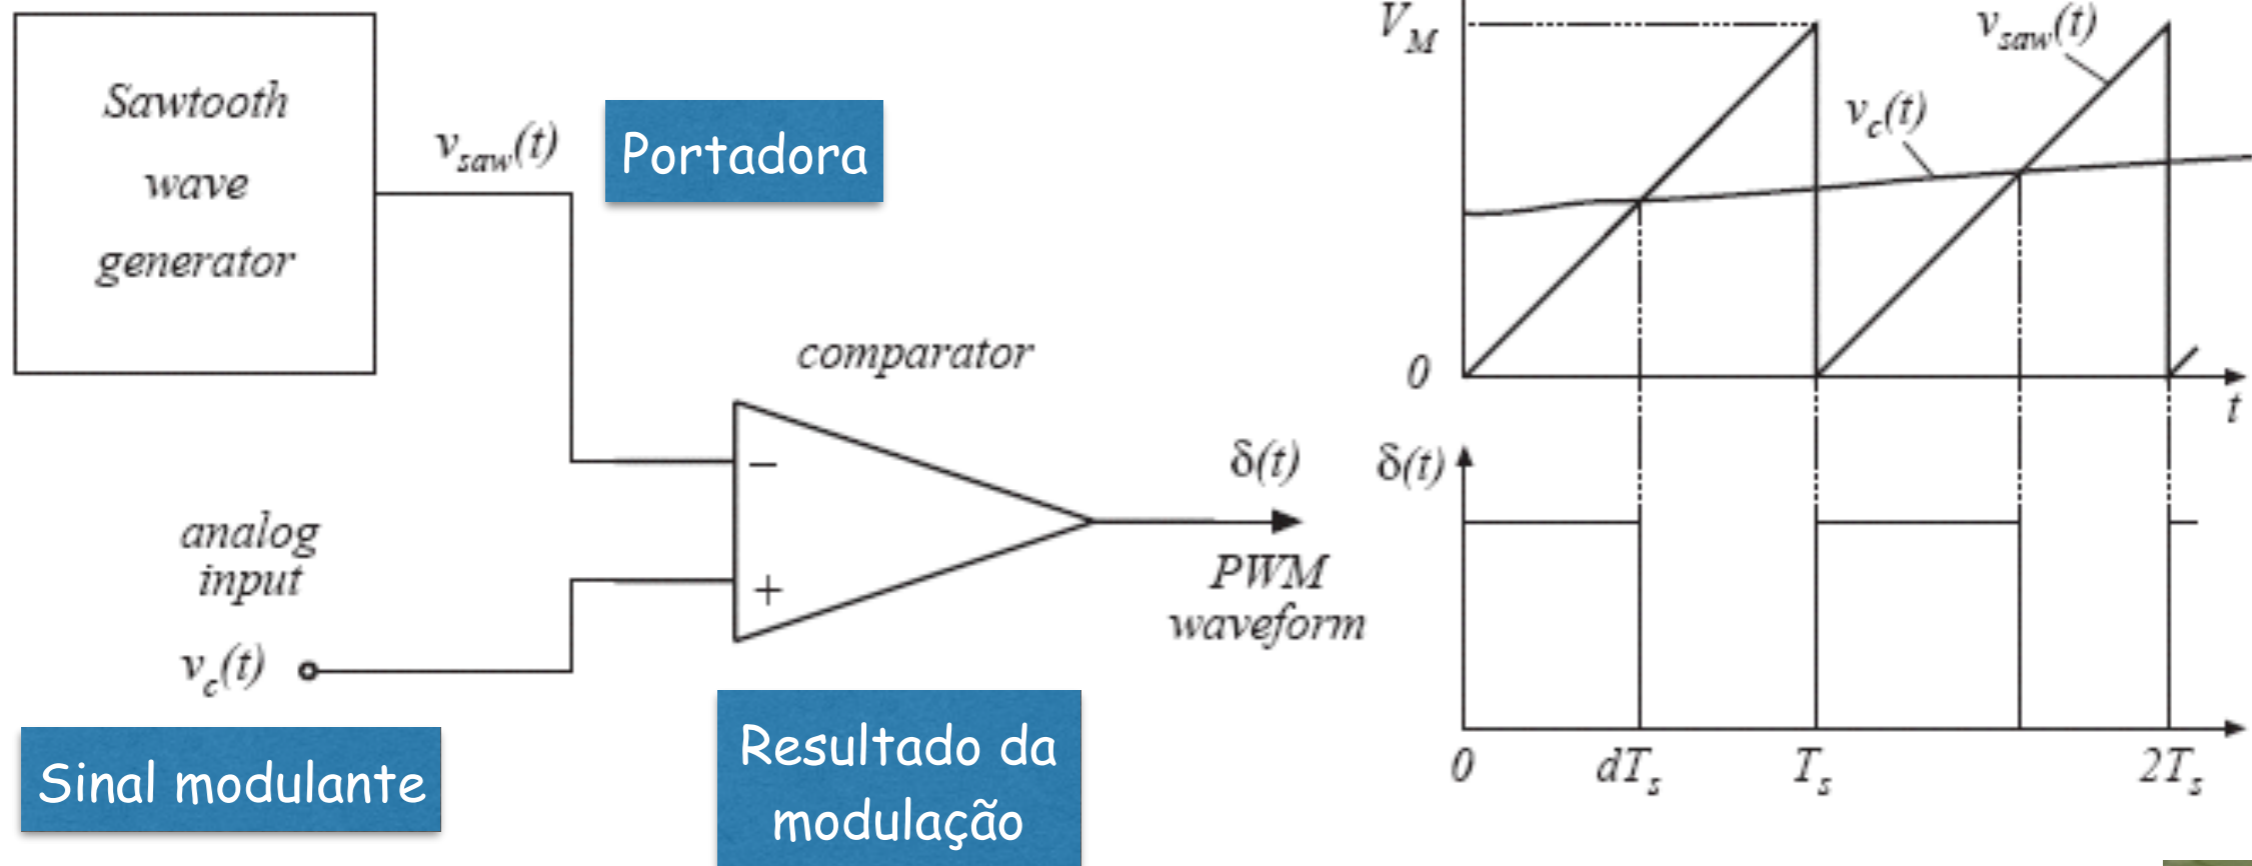 Sawtooth
wave
generator
v_saw(t)
Portadora
comparator
−
+
analog
input
v_c(t)
Sinal modulante
δ(t)
PWM
waveform
Resultado da
modulação
V_M
v_saw(t)
v_c(t)
0
t
δ(t)
0 dT_s T_s 2T_s